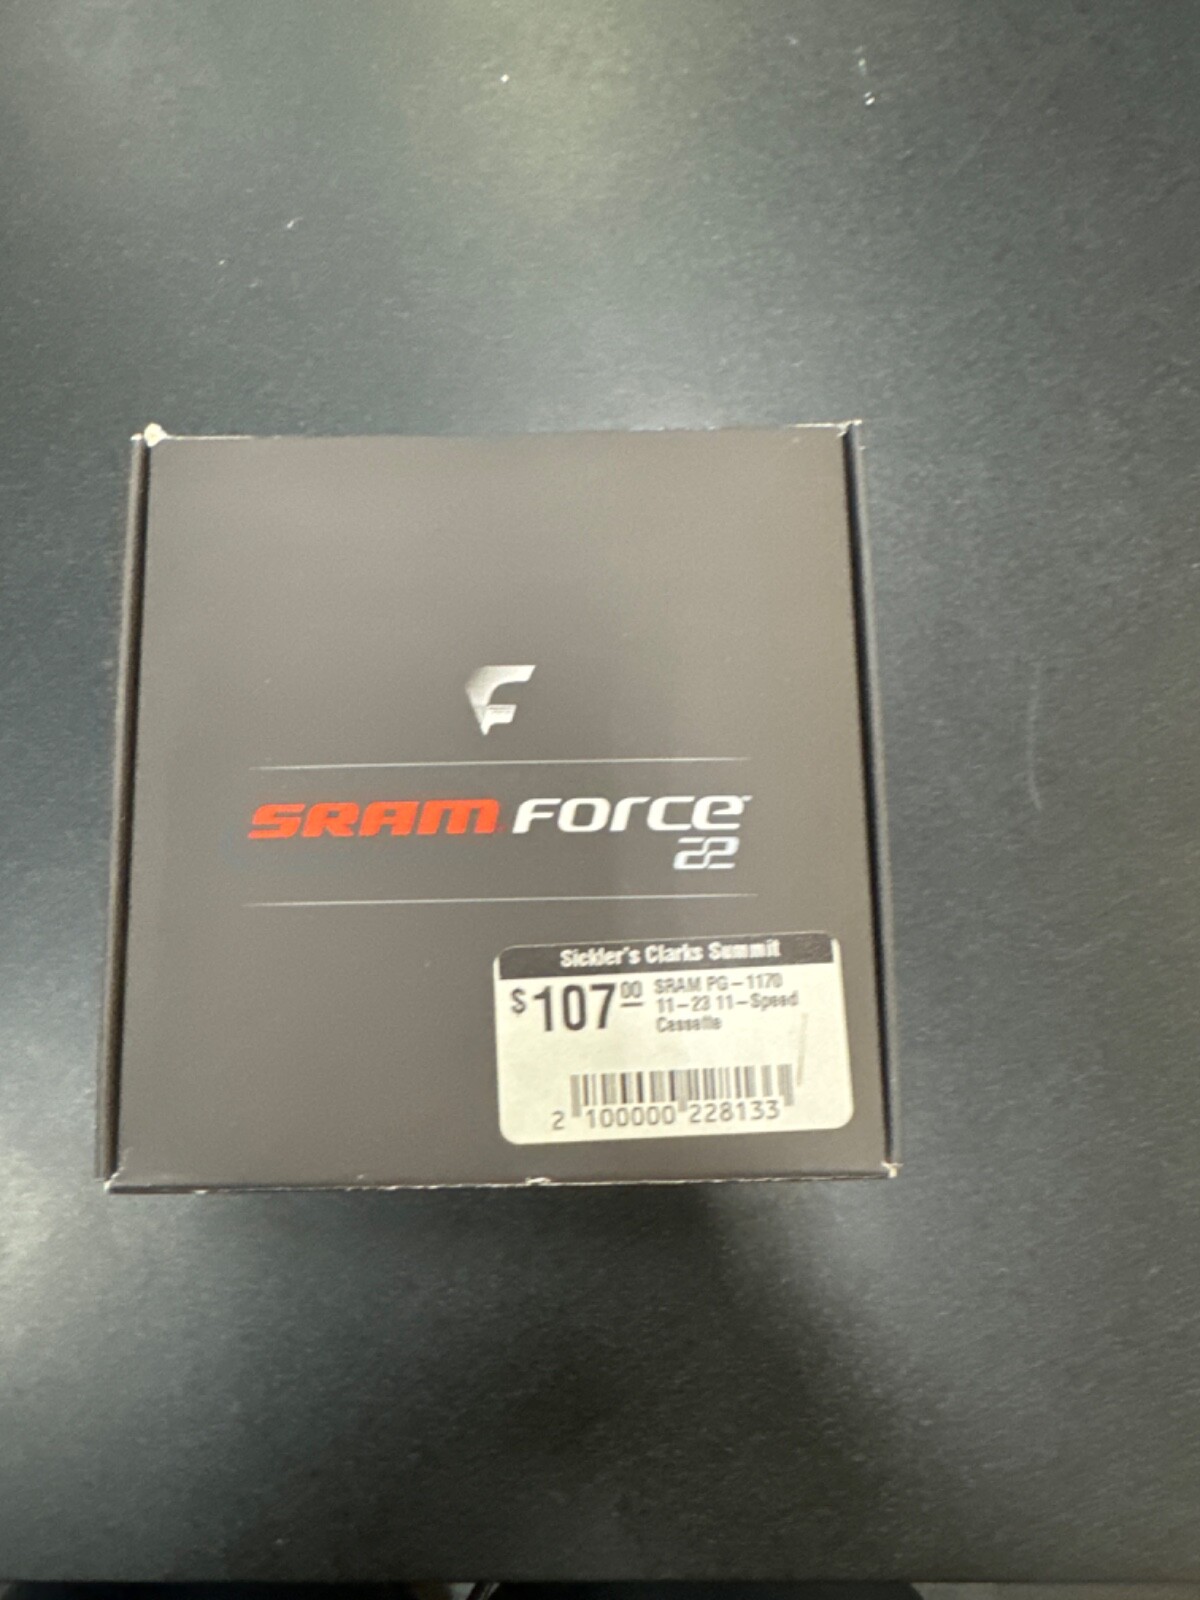 F
SRAM FORCE
22
Sickler's Clarks Summit
$107.00 SRAM PG-1170
11-23 11-Speed
Cassette
2 100000 228133